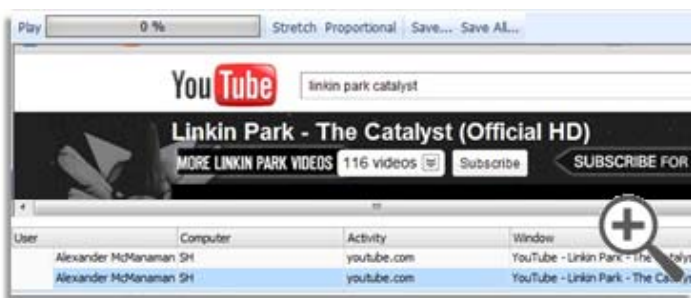 Play 0 % Stretch Proportional Save... Save All...
You Tube linkin park catalyst
Linkin Park - The Catalyst (Official HD)
MORE LINKIN PARK VIDEOS 116 videos Subscribe SUBSCRIBE FOR
User Computer Activity Window
Alexander McManaman SH youtube.com YouTube - Linkin Park - The Catalys
Alexander McManaman SH youtube.com YouTube - Linkin Park - The Catalys